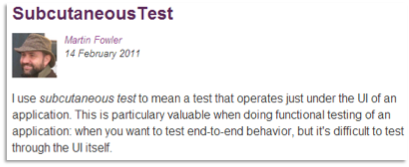 SubcutaneousTest
Martin Fowler
14 February 2011
I use subcutaneous test to mean a test that operates just under the UI of an
application. This is particulary valuable when doing functional testing of an
application: when you want to test end-to-end behavior, but it's difficult to test
through the UI itself.